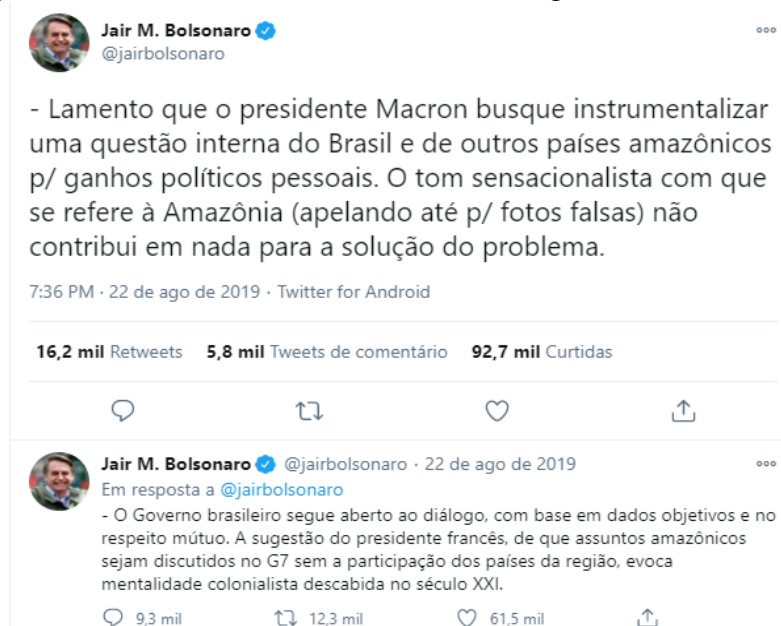 Jair M. Bolsonaro
@jairbolsonaro
- Lamento que o presidente Macron busque instrumentalizar
uma questão interna do Brasil e de outros países amazônicos
p/ ganhos políticos pessoais. O tom sensacionalista com que
se refere à Amazônia (apelando até p/ fotos falsas) não
contribui em nada para a solução do problema.
7:36 PM · 22 de ago de 2019 · Twitter for Android
16,2 mil Retweets 5,8 mil Tweets de comentário 92,7 mil Curtidas
Jair M. Bolsonaro @jairbolsonaro · 22 de ago de 2019
Em resposta a @jairbolsonaro
- O Governo brasileiro segue aberto ao diálogo, com base em dados objetivos e no
respeito mútuo. A sugestão do presidente francês, de que assuntos amazônicos
sejam discutidos no G7 sem a participação dos países da região, evoca
mentalidade colonialista descabida no século XXI.
9,3 mil 12,3 mil 61,5 mil